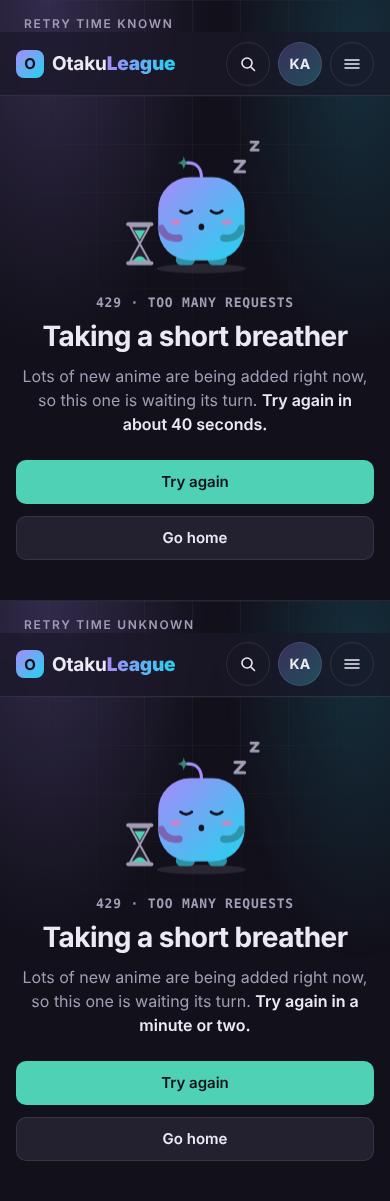 RETRY TIME KNOWN
O OtakuLeague KA
z
Z
429 · TOO MANY REQUESTS
Taking a short breather
Lots of new anime are being added right now,
so this one is waiting its turn. Try again in
about 40 seconds.
Try again
Go home
RETRY TIME UNKNOWN
O OtakuLeague KA
z
Z
429 · TOO MANY REQUESTS
Taking a short breather
Lots of new anime are being added right now,
so this one is waiting its turn. Try again in a
minute or two.
Try again
Go home